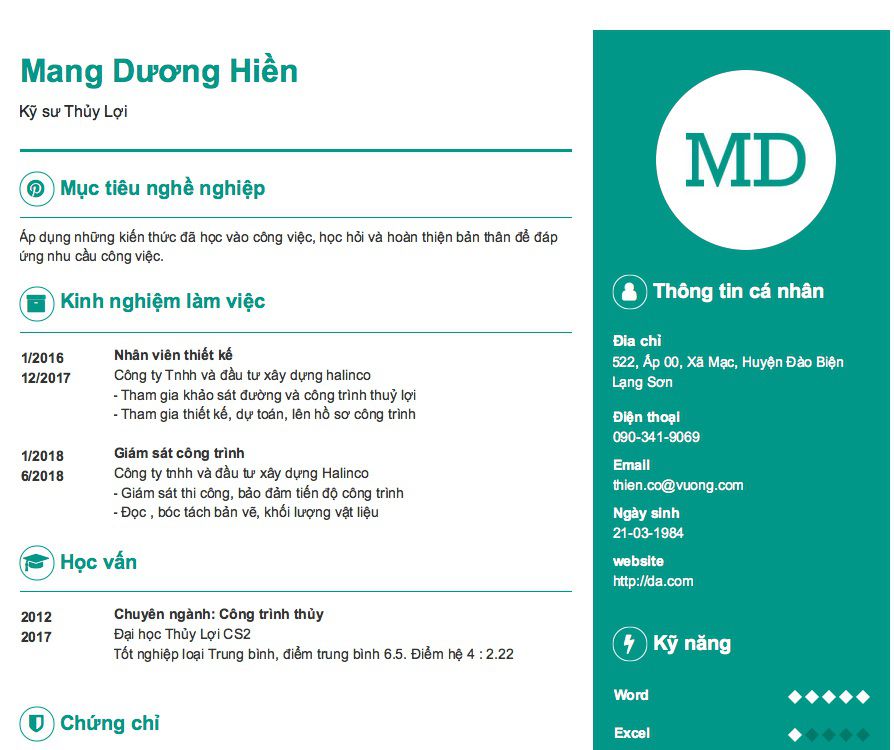 Mang Dương Hiền
Kỹ sư Thủy Lợi
Mục tiêu nghề nghiệp
Áp dụng những kiến thức đã học vào công việc, học hỏi và hoàn thiện bản thân để đáp
ứng nhu cầu công việc.
Kinh nghiệm làm việc
1/2016
12/2017
Nhân viên thiết kế
Công ty Tnhh và đầu tư xây dựng halinco
- Tham gia khảo sát đường và công trình thuỷ lợi
- Tham gia thiết kế, dự toán, lên hồ sơ công trình
1/2018
6/2018
Giám sát công trình
Công ty tnhh và đầu tư xây dựng Halinco
- Giám sát thi công, bảo đảm tiến độ công trình
- Đọc , bóc tách bản vẽ, khối lượng vật liệu
Học vấn
2012
2017
Chuyên ngành: Công trình thủy
Đại học Thủy Lợi CS2
Tốt nghiệp loại Trung bình, điểm trung bình 6.5. Điểm hệ 4 : 2.22
Chứng chỉ
MD
Thông tin cá nhân
Địa chỉ
522, Ấp 00, Xã Mạc, Huyện Đào Biện
Lạng Sơn
Điện thoại
090-341-9069
Email
thien.co@vuong.com
Ngày sinh
21-03-1984
website
http://da.com
Kỹ năng
Word
Excel